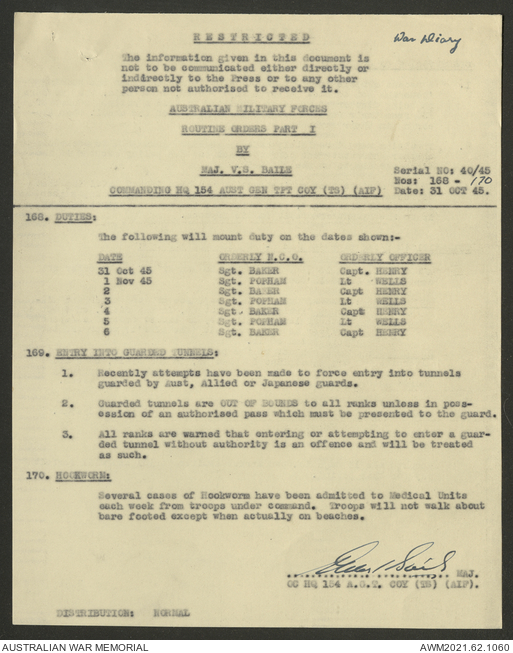 RESTRICTED
War Diary
The information given in this document is
not to be communicated either directly or
indirectly to the Press or to any other
person not authorised to receive it.
AUSTRALIAN MILITARY FORCES
ROUTINE ORDERS PART I
BY
MAJ. V.S. BAILE
COMMANDING HQ 154 AUST GEN TPT COY (TS) (AIF)
Serial NO: 40/45
Nos: 168 - 170
Date: 31 OCT 45.
168. DUTIES:
The following will mount duty on the dates shown:-
DATE ORDERLY N.C.O. ORDERLY OFFICER
31 Oct 45 Sgt. BAKER Capt. HENRY
1 Nov 45 Sgt. POPHAM Lt WELLS
2 Sgt. BAKER Capt HENRY
3 Sgt. POPHAM Lt WELLS
4 Sgt. BAKER Capt HENRY
5 Sgt. POPHAM Lt WELLS
6 Sgt. BAKER Capt HENRY
169. ENTRY INTO GUARDED TUNNELS:
1. Recently attempts have been made to force entry into tunnels
guarded by Aust, Allied or Japanese guards.
2. Guarded tunnels are OUT OF BOUNDS to all ranks unless in poss-
ession of an authorised pass which must be presented to the guard.
3. All ranks are warned that entering or attempting to enter a guar-
ded tunnel without authority is an offence and will be treated
as such.
170. HOOKWORM:
Several cases of Hookworm have been admitted to Medical Units
each week from troops under command. Troops will not walk about
bare footed except when actually on beaches.
MAJ.
OC HQ 154 A.G.T. COY (TS) (AIF).
DISTRIBUTION: NORMAL
AUSTRALIAN WAR MEMORIAL
AWM2021.62.1060